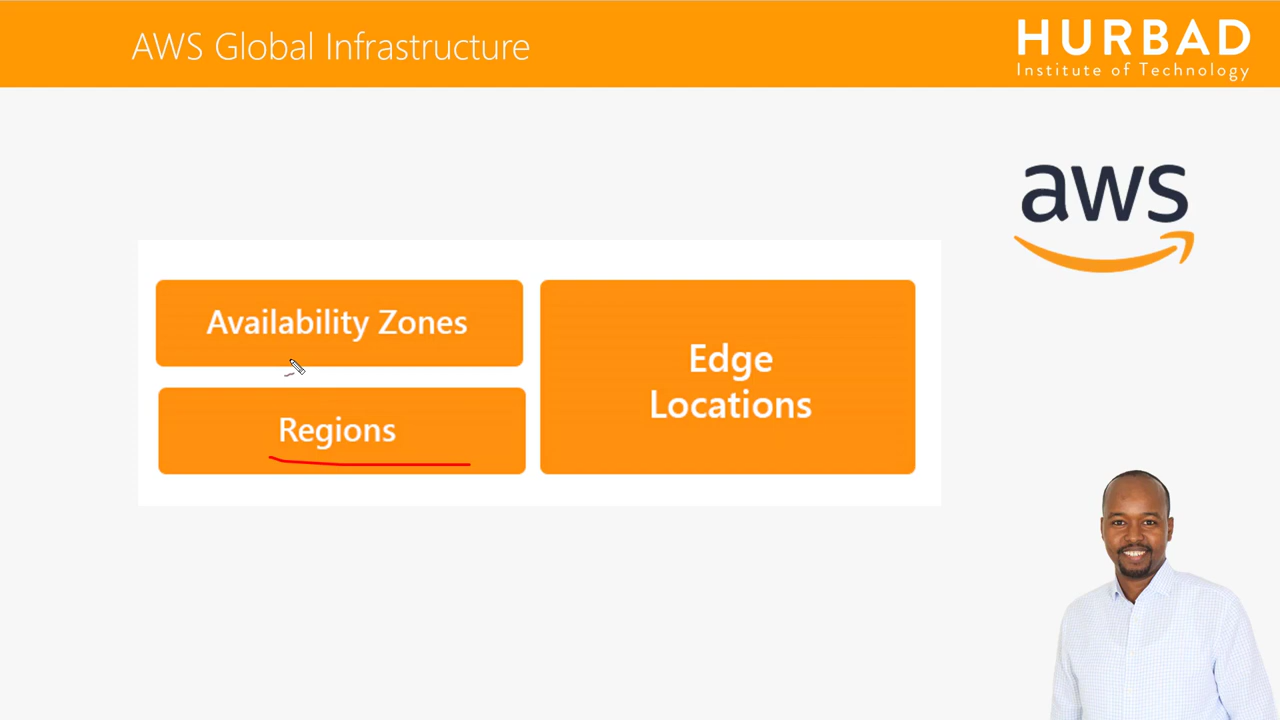 AWS Global Infrastructure
HURBAD
Institute of Technology
aws
Availability Zones
Regions
Edge
Locations